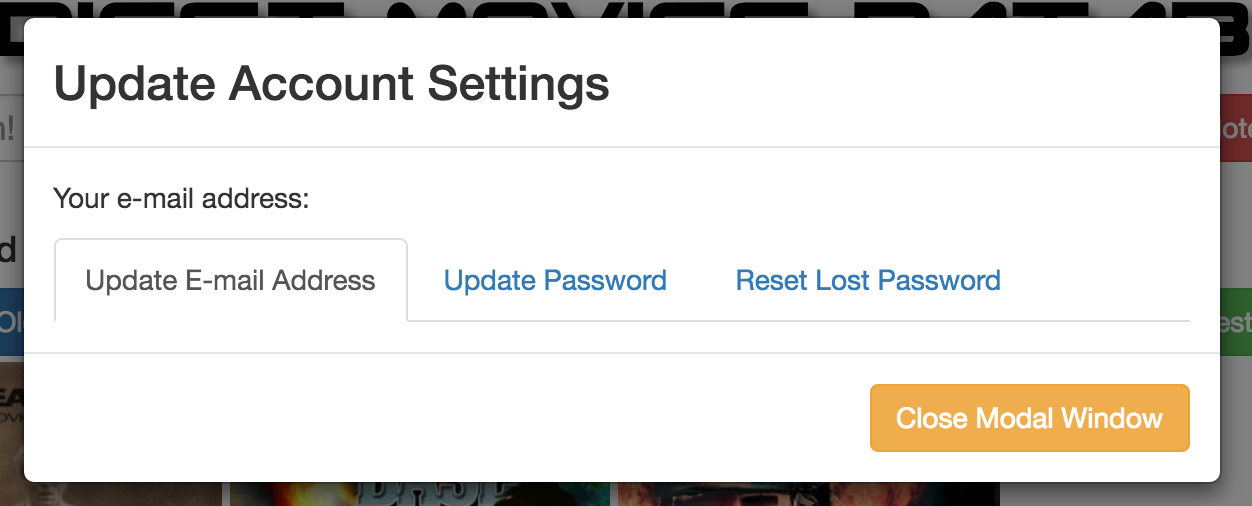 Update Account Settings
Your e-mail address:
Update E-mail Address Update Password Reset Lost Password
Close Modal Window